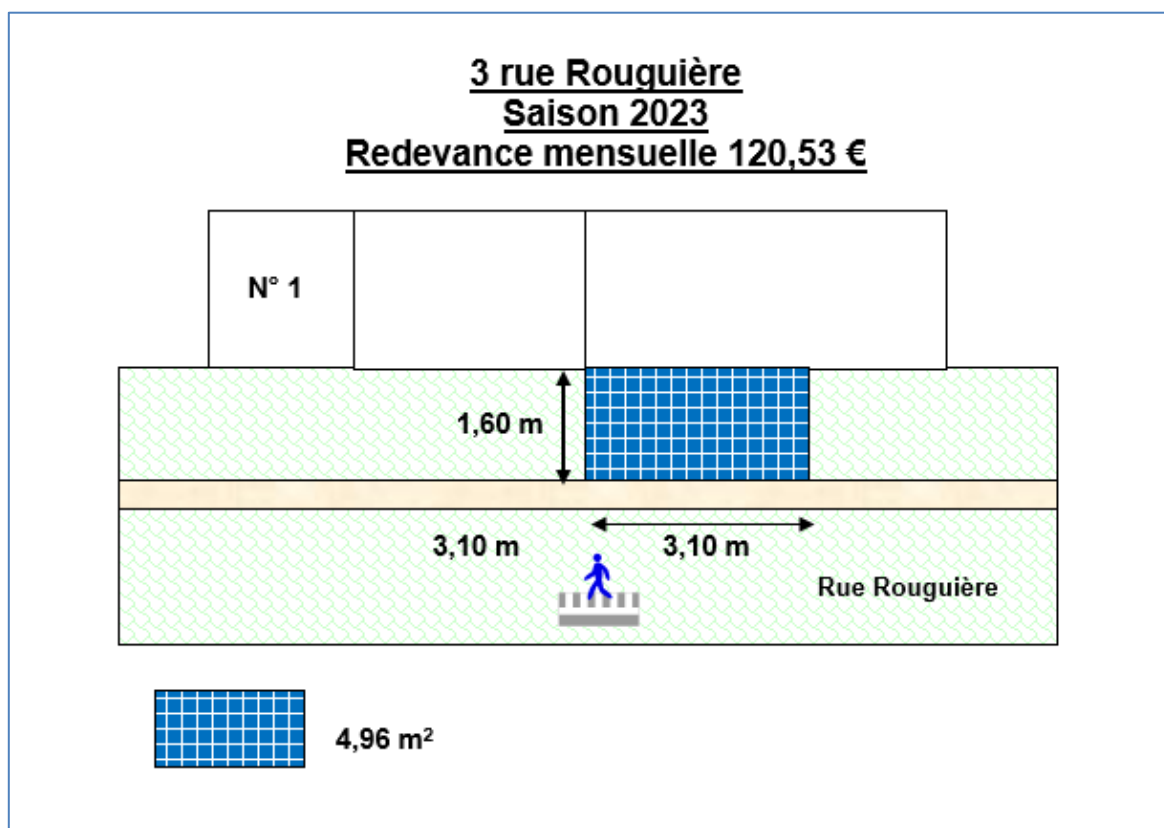 3 rue Rouguière
Saison 2023
Redevance mensuelle 120,53 €
N° 1
1,60 m
3,10 m
3,10 m
Rue Rouguière
4,96 m²